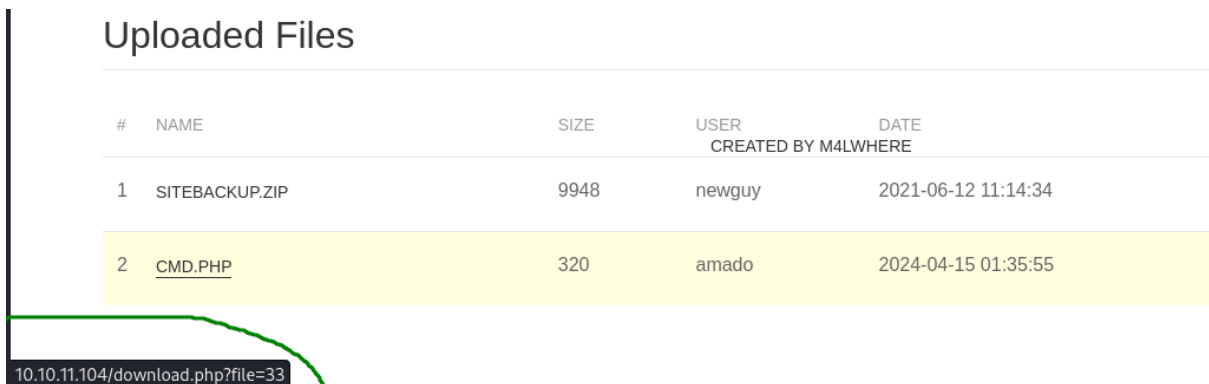 Uploaded Files
# NAME SIZE USER DATE
CREATED BY M4LWHERE
1 SITEBACKUP.ZIP 9948 newguy 2021-06-12 11:14:34
2 CMD.PHP 320 amado 2024-04-15 01:35:55
10.10.11.104/download.php?file=33